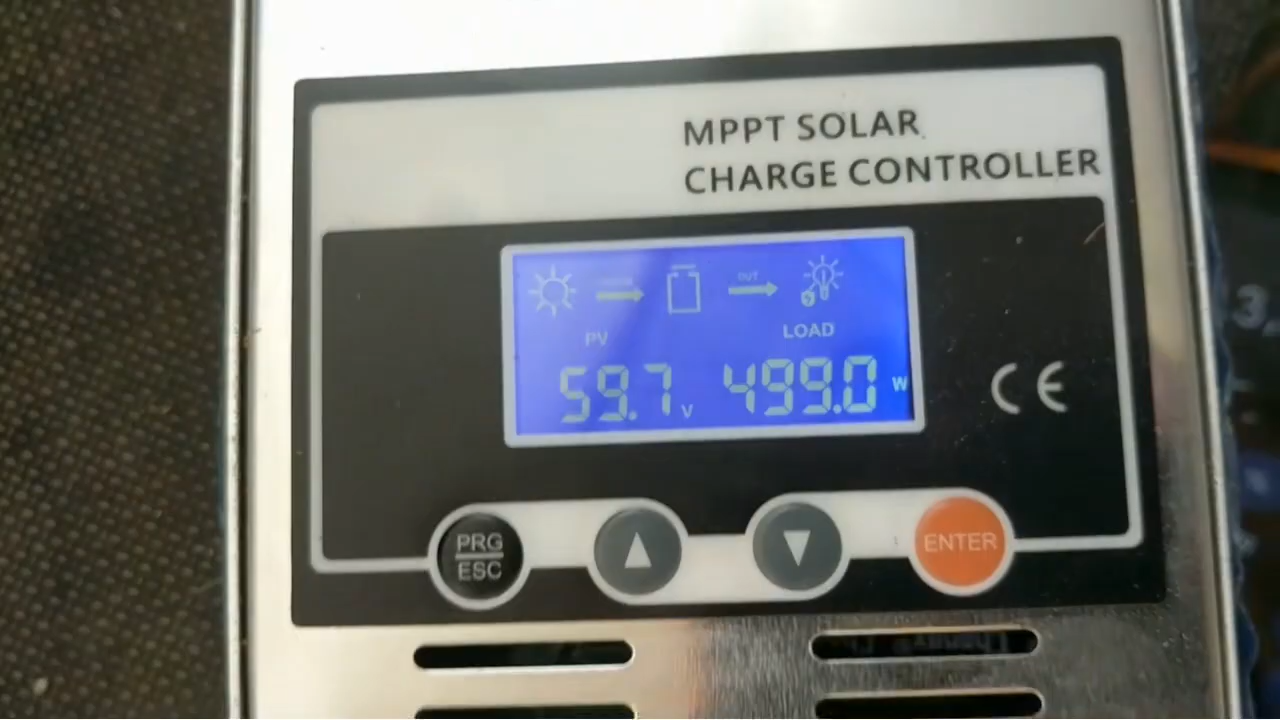 MPPT SOLAR
CHARGE CONTROLLER
OUT
PV
LOAD
59.7 V
499.0 W
CE
PRG
ESC
ENTER